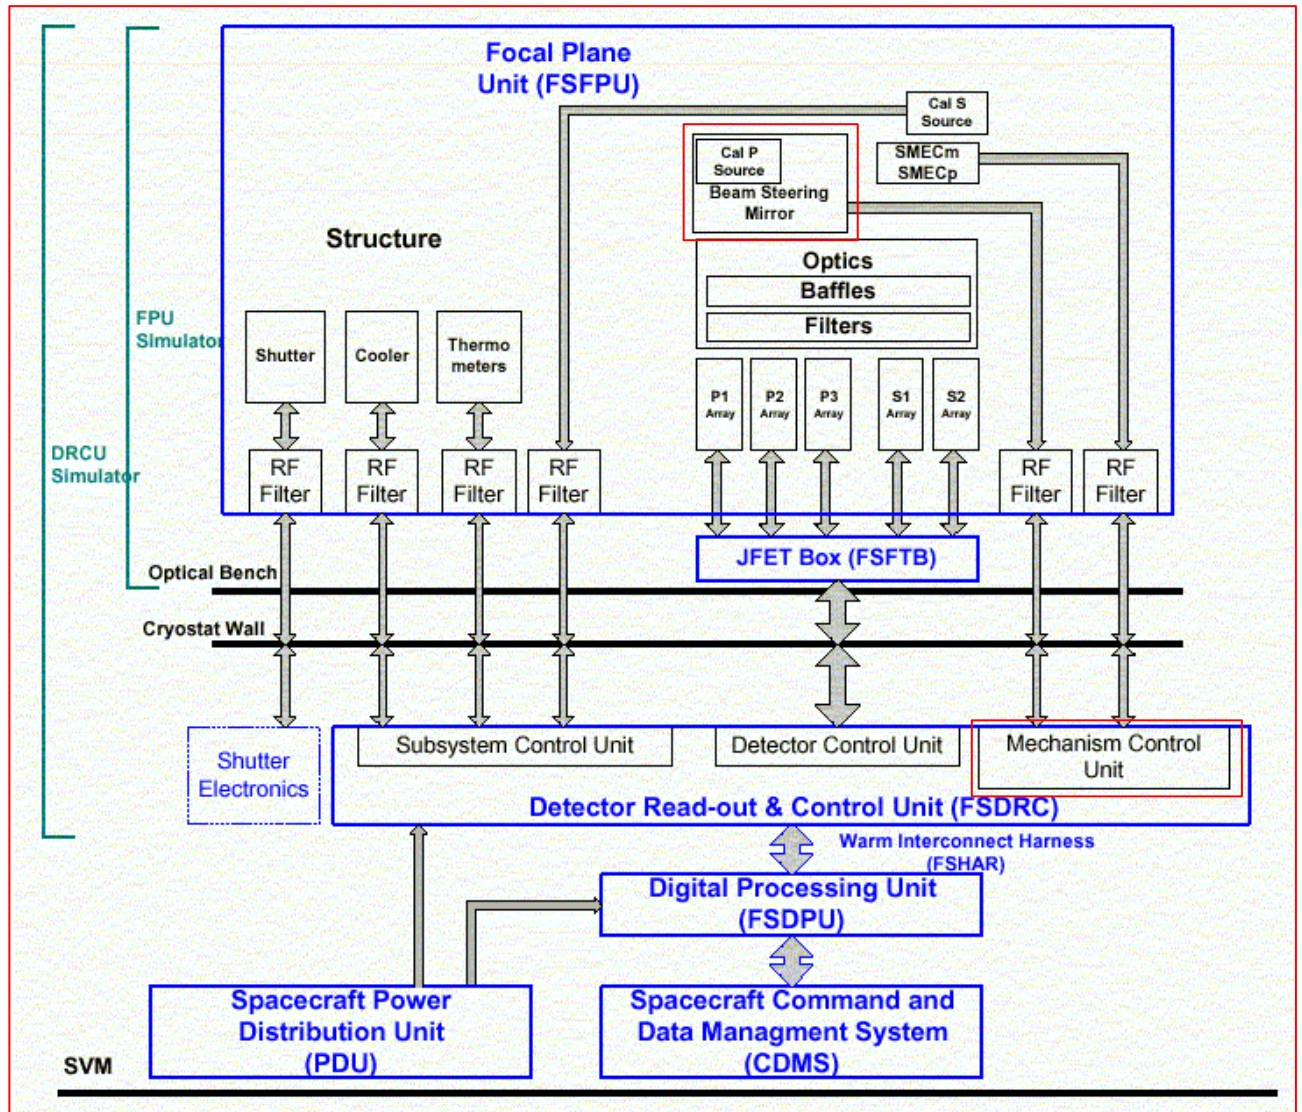 Focal Plane
Unit (FSFPU)
Cal S
Source
Cal P
Source
Beam Steering
Mirror
SMECm
SMECp
Structure
Optics
Baffles
Filters
FPU
Simulator
Shutter
Cooler
Thermo
meters
P1
Array
P2
Array
P3
Array
S1
Array
S2
Array
DRCU
Simulator
RF
Filter
RF
Filter
RF
Filter
RF
Filter
RF
Filter
RF
Filter
JFET Box (FSFTB)
Optical Bench
Cryostat Wall
Shutter
Electronics
Subsystem Control Unit
Detector Control Unit
Mechanism Control
Unit
Detector Read-out & Control Unit (FSDRC)
Warm Interconnect Harness
(FSHAR)
Digital Processing Unit
(FSDPU)
Spacecraft Power
Distribution Unit
(PDU)
Spacecraft Command and
Data Managment System
(CDMS)
SVM